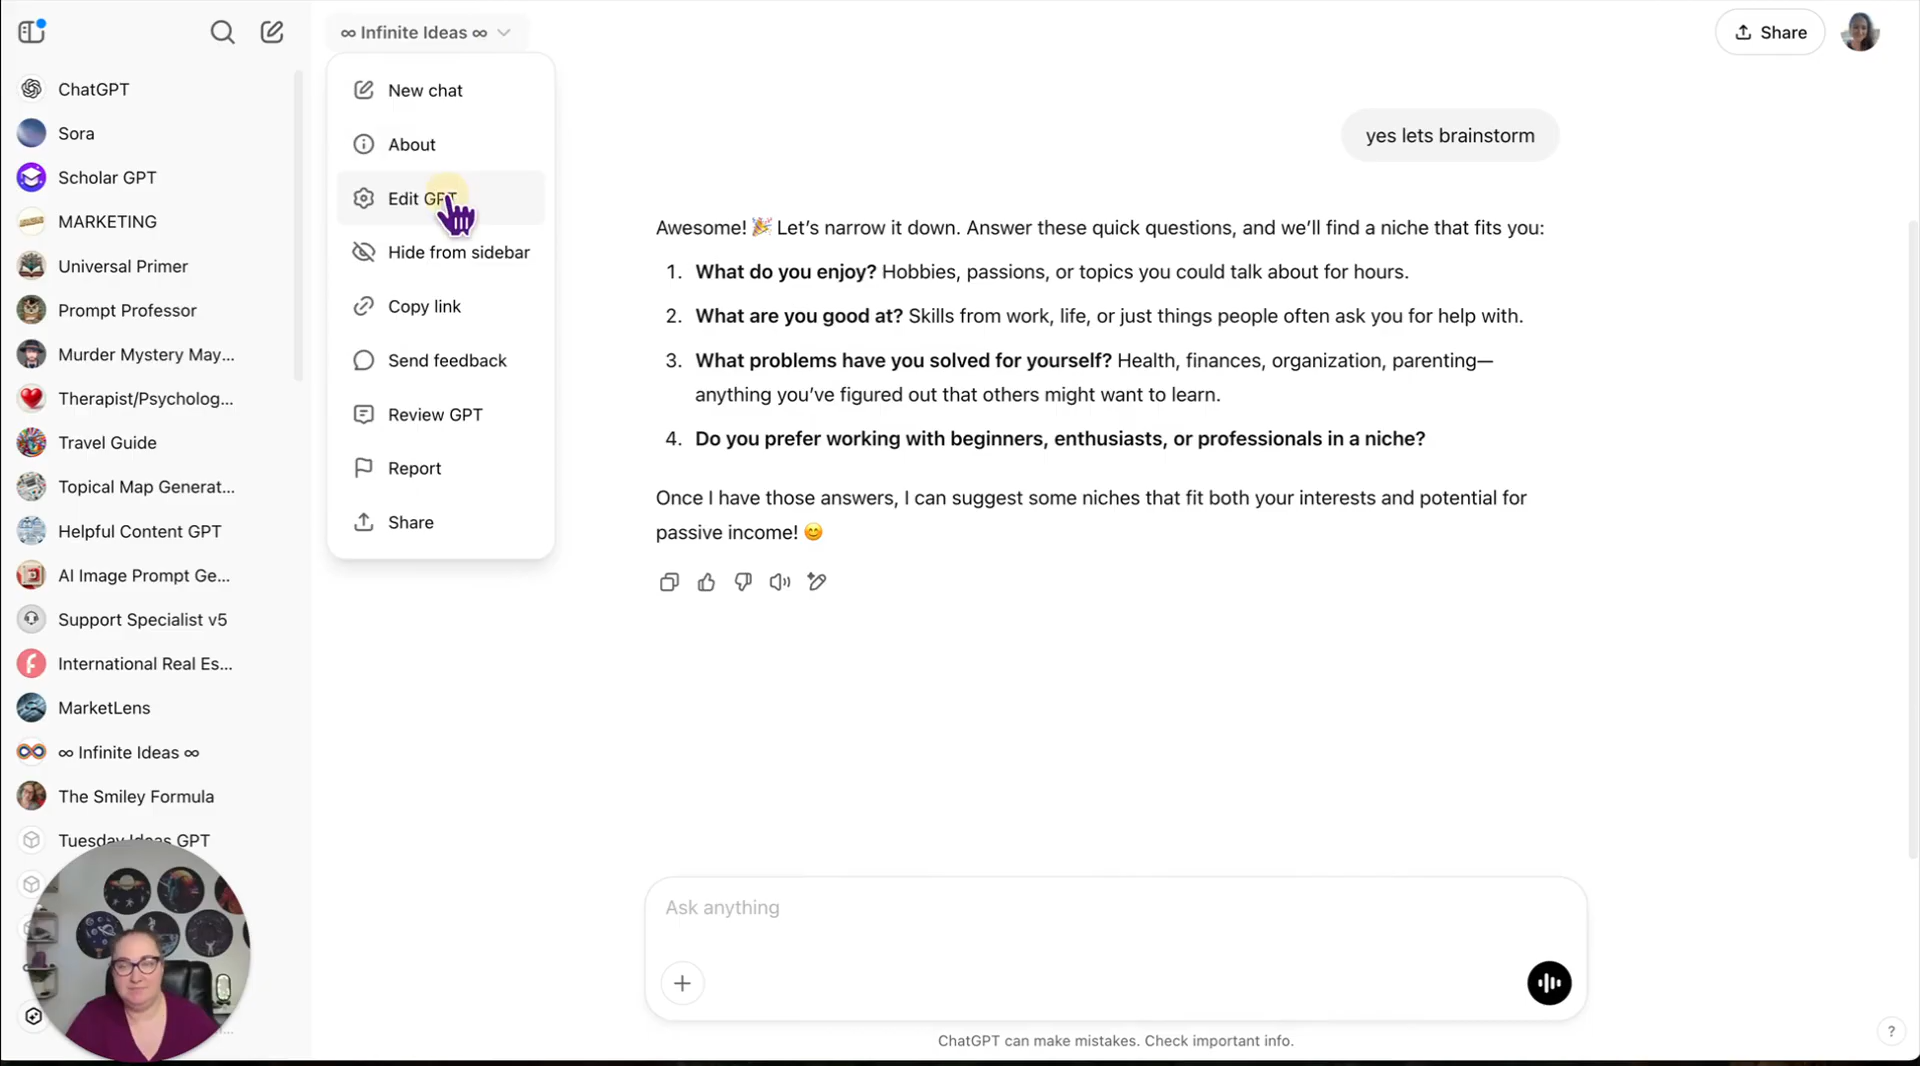 ∞ Infinite Ideas ∞
Share
New chat
About
Edit GPT
Hide from sidebar
Copy link
Send feedback
Review GPT
Report
Share
ChatGPT
Sora
Scholar GPT
MARKETING
Universal Primer
Prompt Professor
Murder Mystery May...
Therapist/Psycholog...
Travel Guide
Topical Map Generat...
Helpful Content GPT
AI Image Prompt Ge...
Support Specialist v5
International Real Es...
MarketLens
∞ Infinite Ideas ∞
The Smiley Formula
Tuesday Ideas GPT
yes lets brainstorm
Awesome! 🎉 Let’s narrow it down. Answer these quick questions, and we’ll find a niche that fits you:
1. What do you enjoy? Hobbies, passions, or topics you could talk about for hours.
2. What are you good at? Skills from work, life, or just things people often ask you for help with.
3. What problems have you solved for yourself? Health, finances, organization, parenting—
anything you’ve figured out that others might want to learn.
4. Do you prefer working with beginners, enthusiasts, or professionals in a niche?
Once I have those answers, I can suggest some niches that fit both your interests and potential for
passive income! 😊
Ask anything
ChatGPT can make mistakes. Check important info.
?